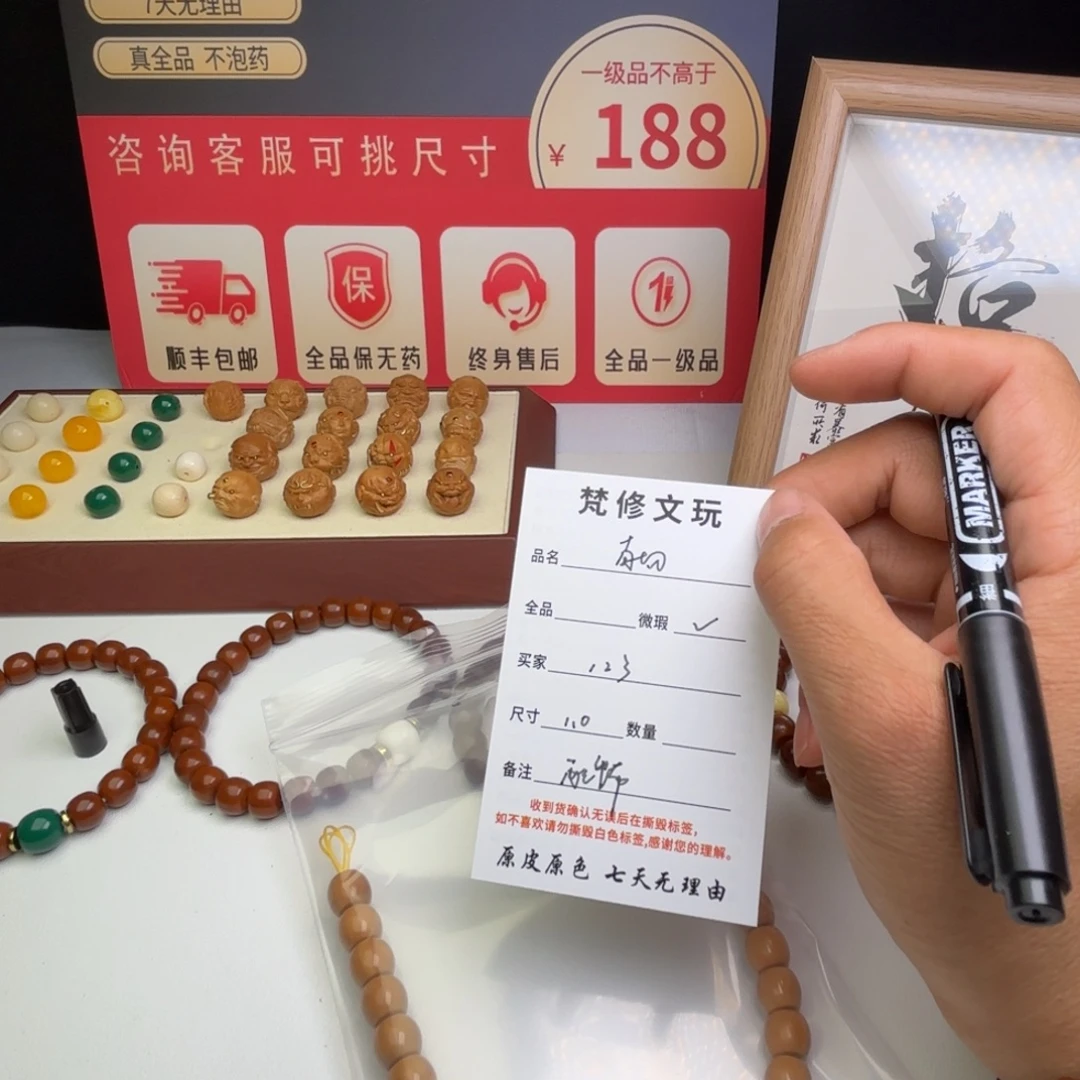 7天无理由
真全品 不泡药
一级品不高于
¥ 188
咨询客服可挑尺寸
保
顺丰包邮
全品保无药
终身售后
1
全品一级品
MARKER
梵修文玩
品名
全品 微瑕 ✓
买家 123
尺寸 1.0 数量
备注 配饰
收到货确认无误后在撕毁标签,
如不喜欢请勿撕毁白色标签,感谢您的理解。
原皮原色 七天无理由